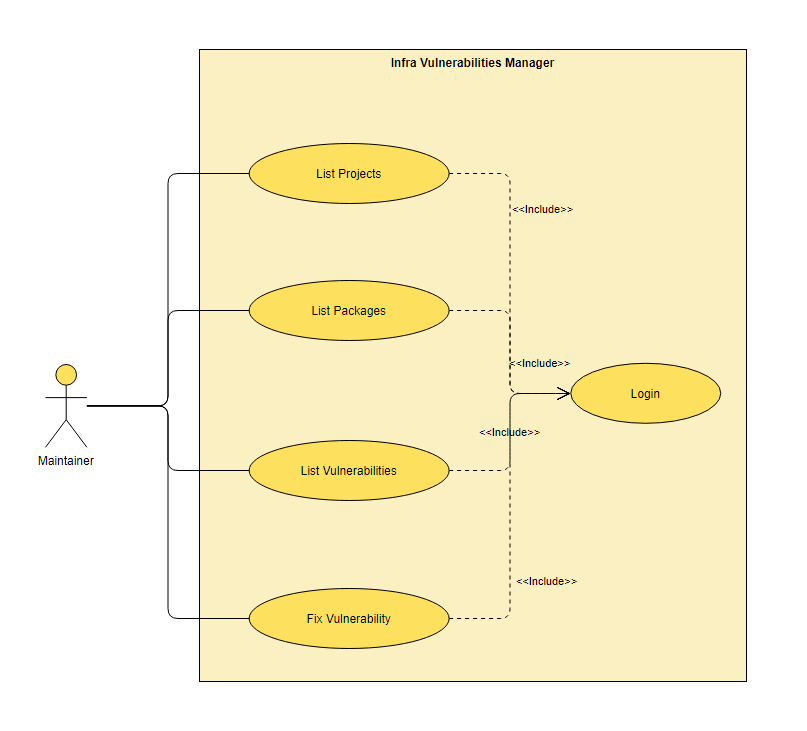 Infra Vulnerabilities Manager
List Projects
<<Include>>
List Packages
<<Include>>
Login
<<Include>>
Maintainer
List Vulnerabilities
<<Include>>
Fix Vulnerability